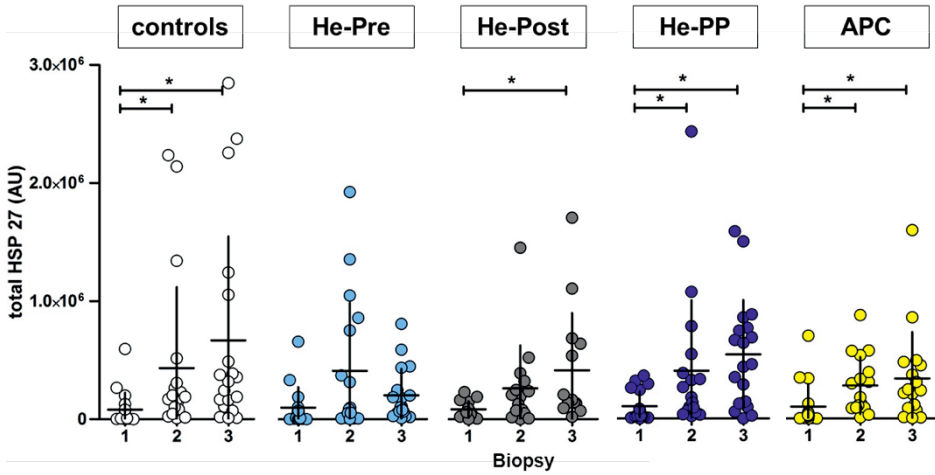 controls He-Pre He-Post He-PP APC
3.0×10⁶
* * * * * * *
2.0×10⁶
1.0×10⁶
0
total HSP 27 (AU)
1 2 3 1 2 3 1 2 3 1 2 3 1 2 3
Biopsy